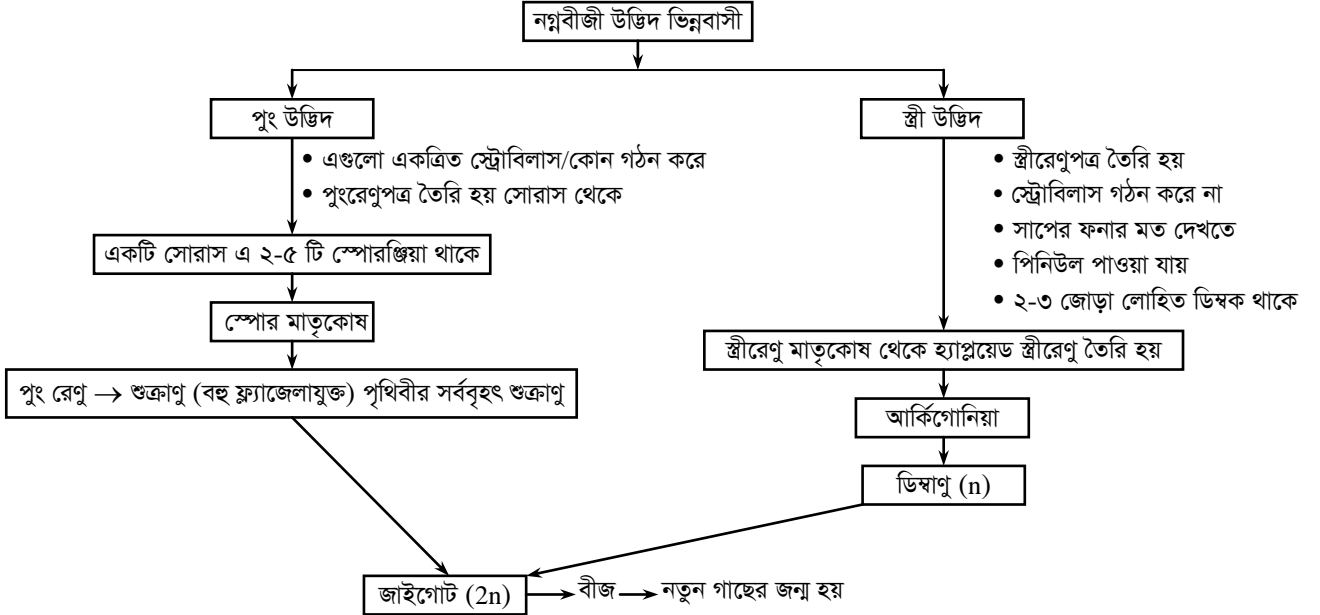 নগ্নবীজী উদ্ভিদ ভিন্নবাসী
পুং উদ্ভিদ
• এগুলো একত্রিত স্ট্রোবিলাস/কোন গঠন করে
• পুংরেণুপত্র তৈরি হয় সোরাস থেকে
একটি সোরাস এ ২-৫ টি স্পোরঞ্জিয়া থাকে
স্পোর মাতৃকোষ
পুং রেণু → শুক্রাণু (বহু ফ্ল্যাজেলাযুক্ত) পৃথিবীর সর্ববৃহৎ শুক্রাণু
স্ত্রী উদ্ভিদ
• স্ত্রীরেণুপত্র তৈরি হয়
• স্ট্রোবিলাস গঠন করে না
• সাপের ফনার মত দেখতে
• পিনিউল পাওয়া যায়
• ২-৩ জোড়া লোহিত ডিম্বক থাকে
স্ত্রীরেণু মাতৃকোষ থেকে হ্যাপ্লয়েড স্ত্রীরেণু তৈরি হয়
আর্কিগোনিয়া
ডিম্বাণু (n)
জাইগোট (2n) → বীজ → নতুন গাছের জন্ম হয়